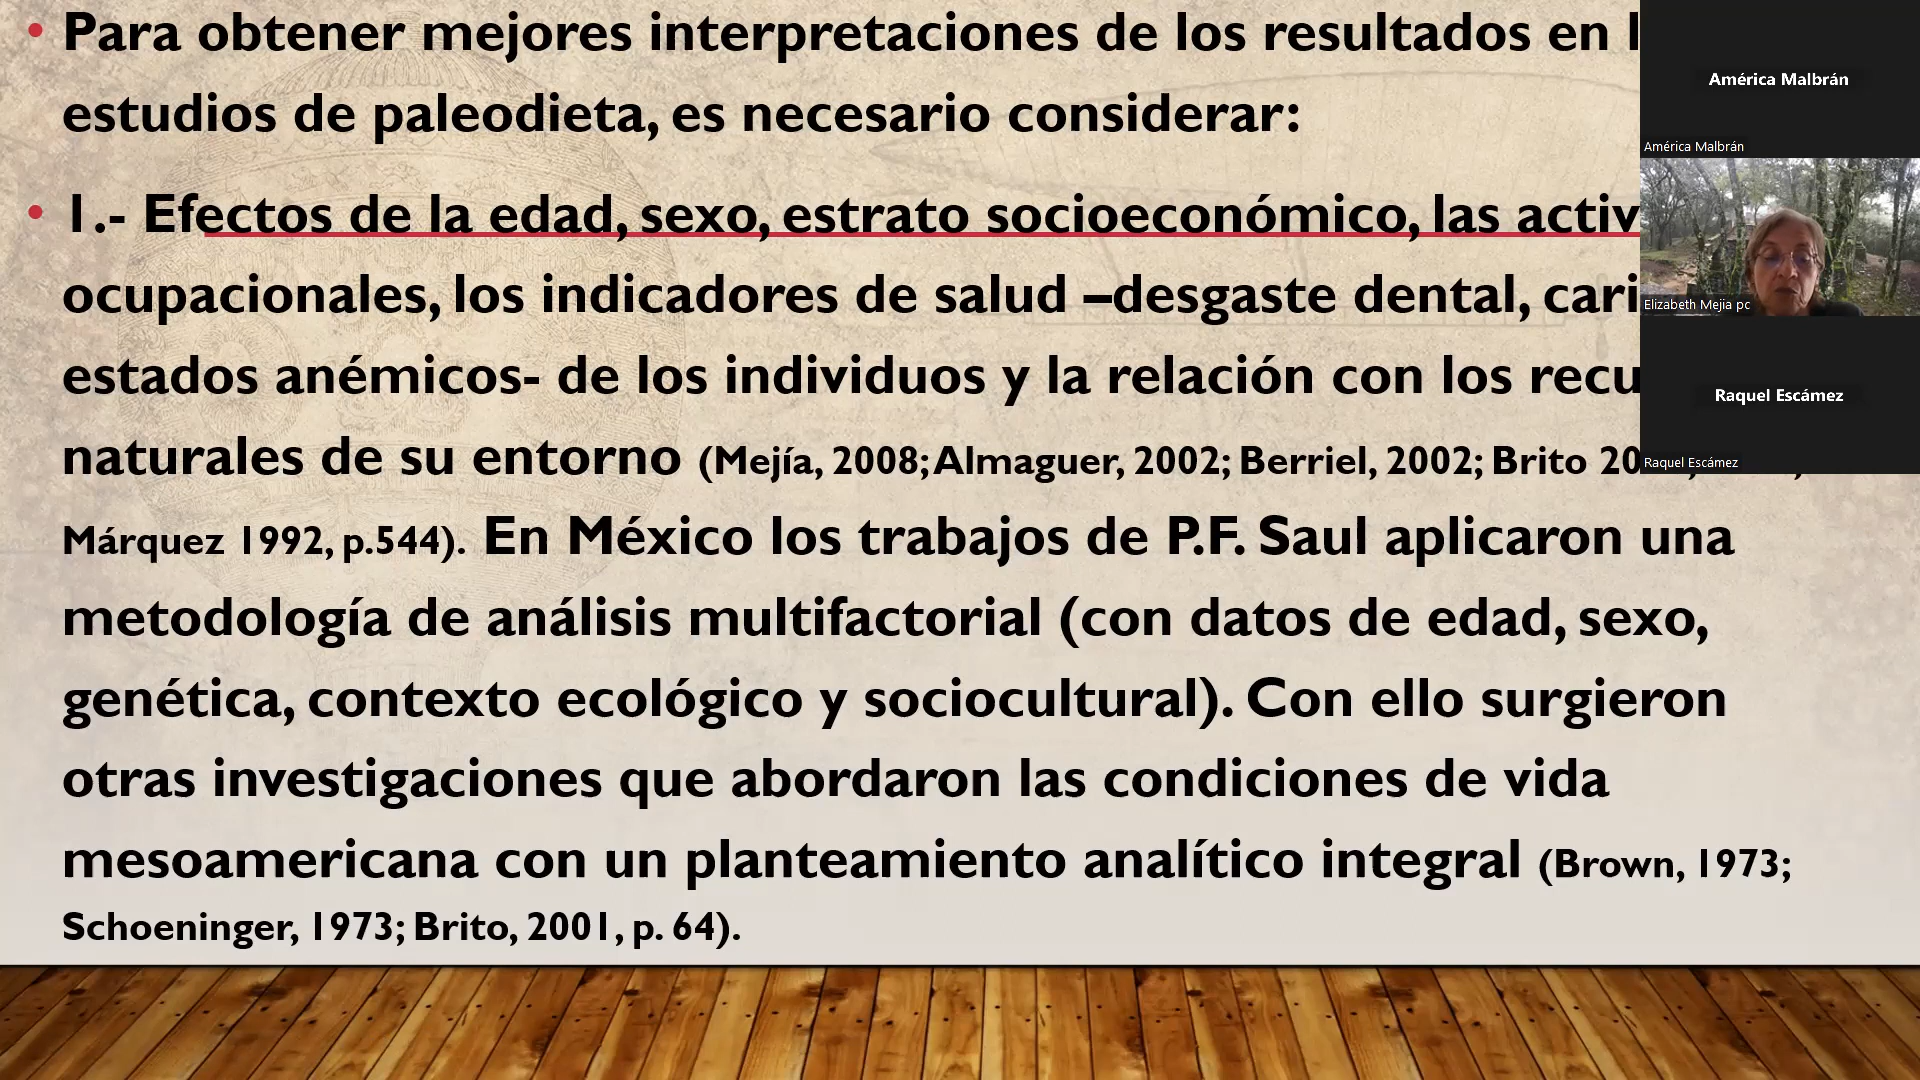 • Para obtener mejores interpretaciones de los resultados en
estudios de paleodieta, es necesario considerar:
• 1.- Efectos de la edad, sexo, estrato socioeconómico, las
ocupacionales, los indicadores de salud –desgaste dental,
estados anémicos- de los individuos y la relación con los
naturales de su entorno (Mejía, 2008; Almaguer, 2002; Berriel, 2002; Brito
Márquez 1992, p.544). En México los trabajos de P.F. Saul aplicaron una
metodología de análisis multifactorial (con datos de edad, sexo,
genética, contexto ecológico y sociocultural). Con ello surgieron
otras investigaciones que abordaron las condiciones de vida
mesoamericana con un planteamiento analítico integral (Brown, 1973;
Schoeninger, 1973; Brito, 2001, p. 64).
América Malbrán
América Malbrán
Elizabeth Mejia pc
Raquel Escámez
Raquel Escámez